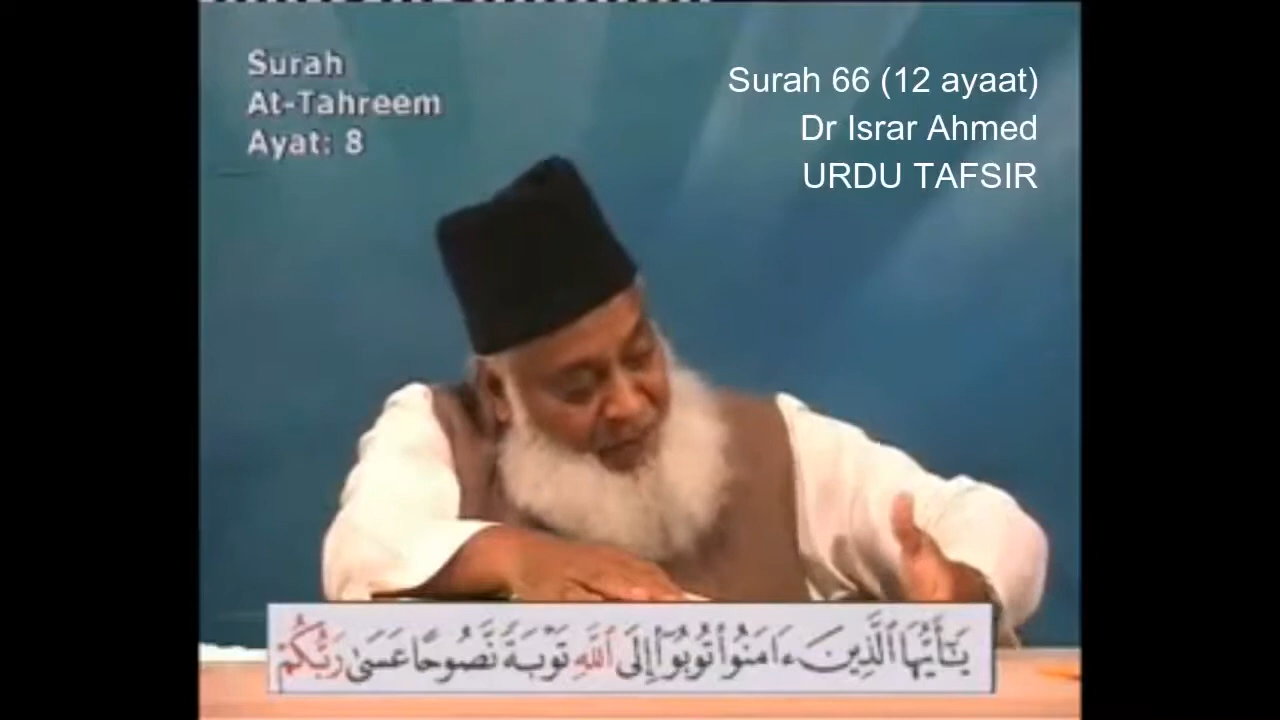 Surah
At-Tahreem
Ayat: 8
Surah 66 (12 ayaat)
Dr Israr Ahmed
URDU TAFSIR
يَـٰٓأَيُّهَا ٱلَّذِينَ ءَامَنُوا۟ تُوبُوٓا۟ إِلَى ٱللَّهِ تَوْبَةً نَّصُوحًا عَسَىٰ رَبُّكُمْ